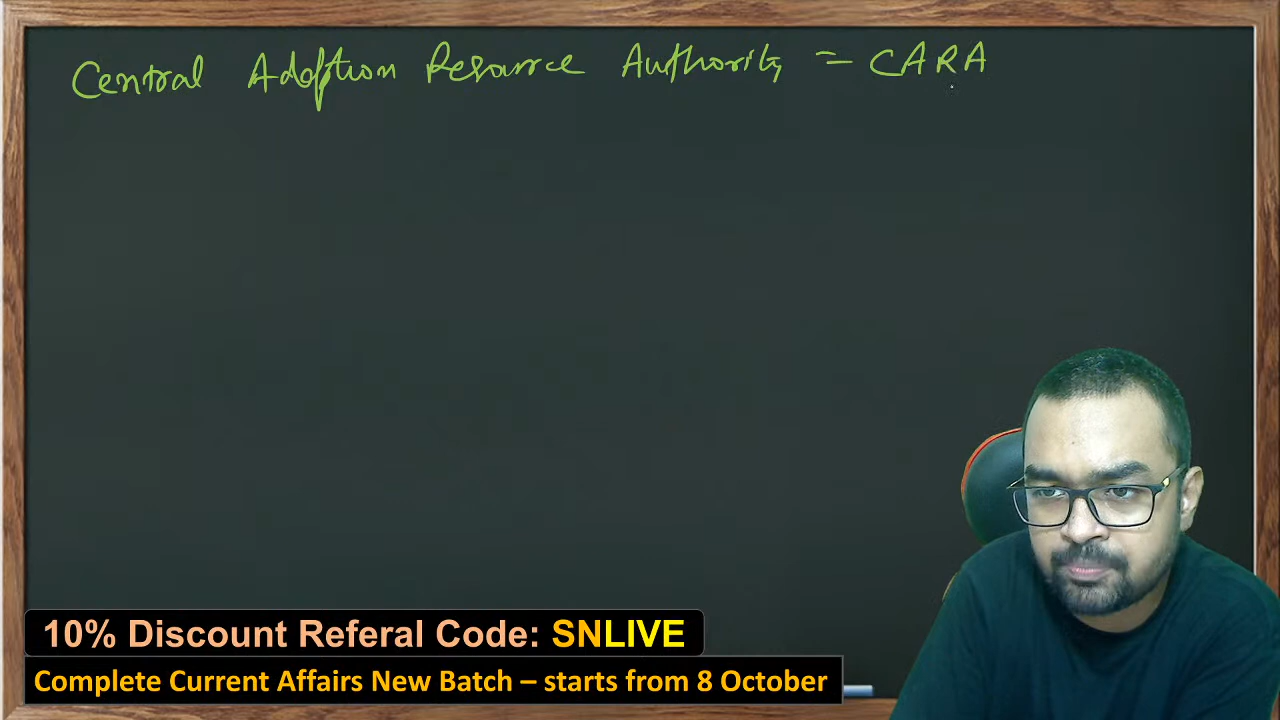 Central Adoption Resource Authority = CARA
10% Discount Referal Code: SNLIVE
Complete Current Affairs New Batch – starts from 8 October